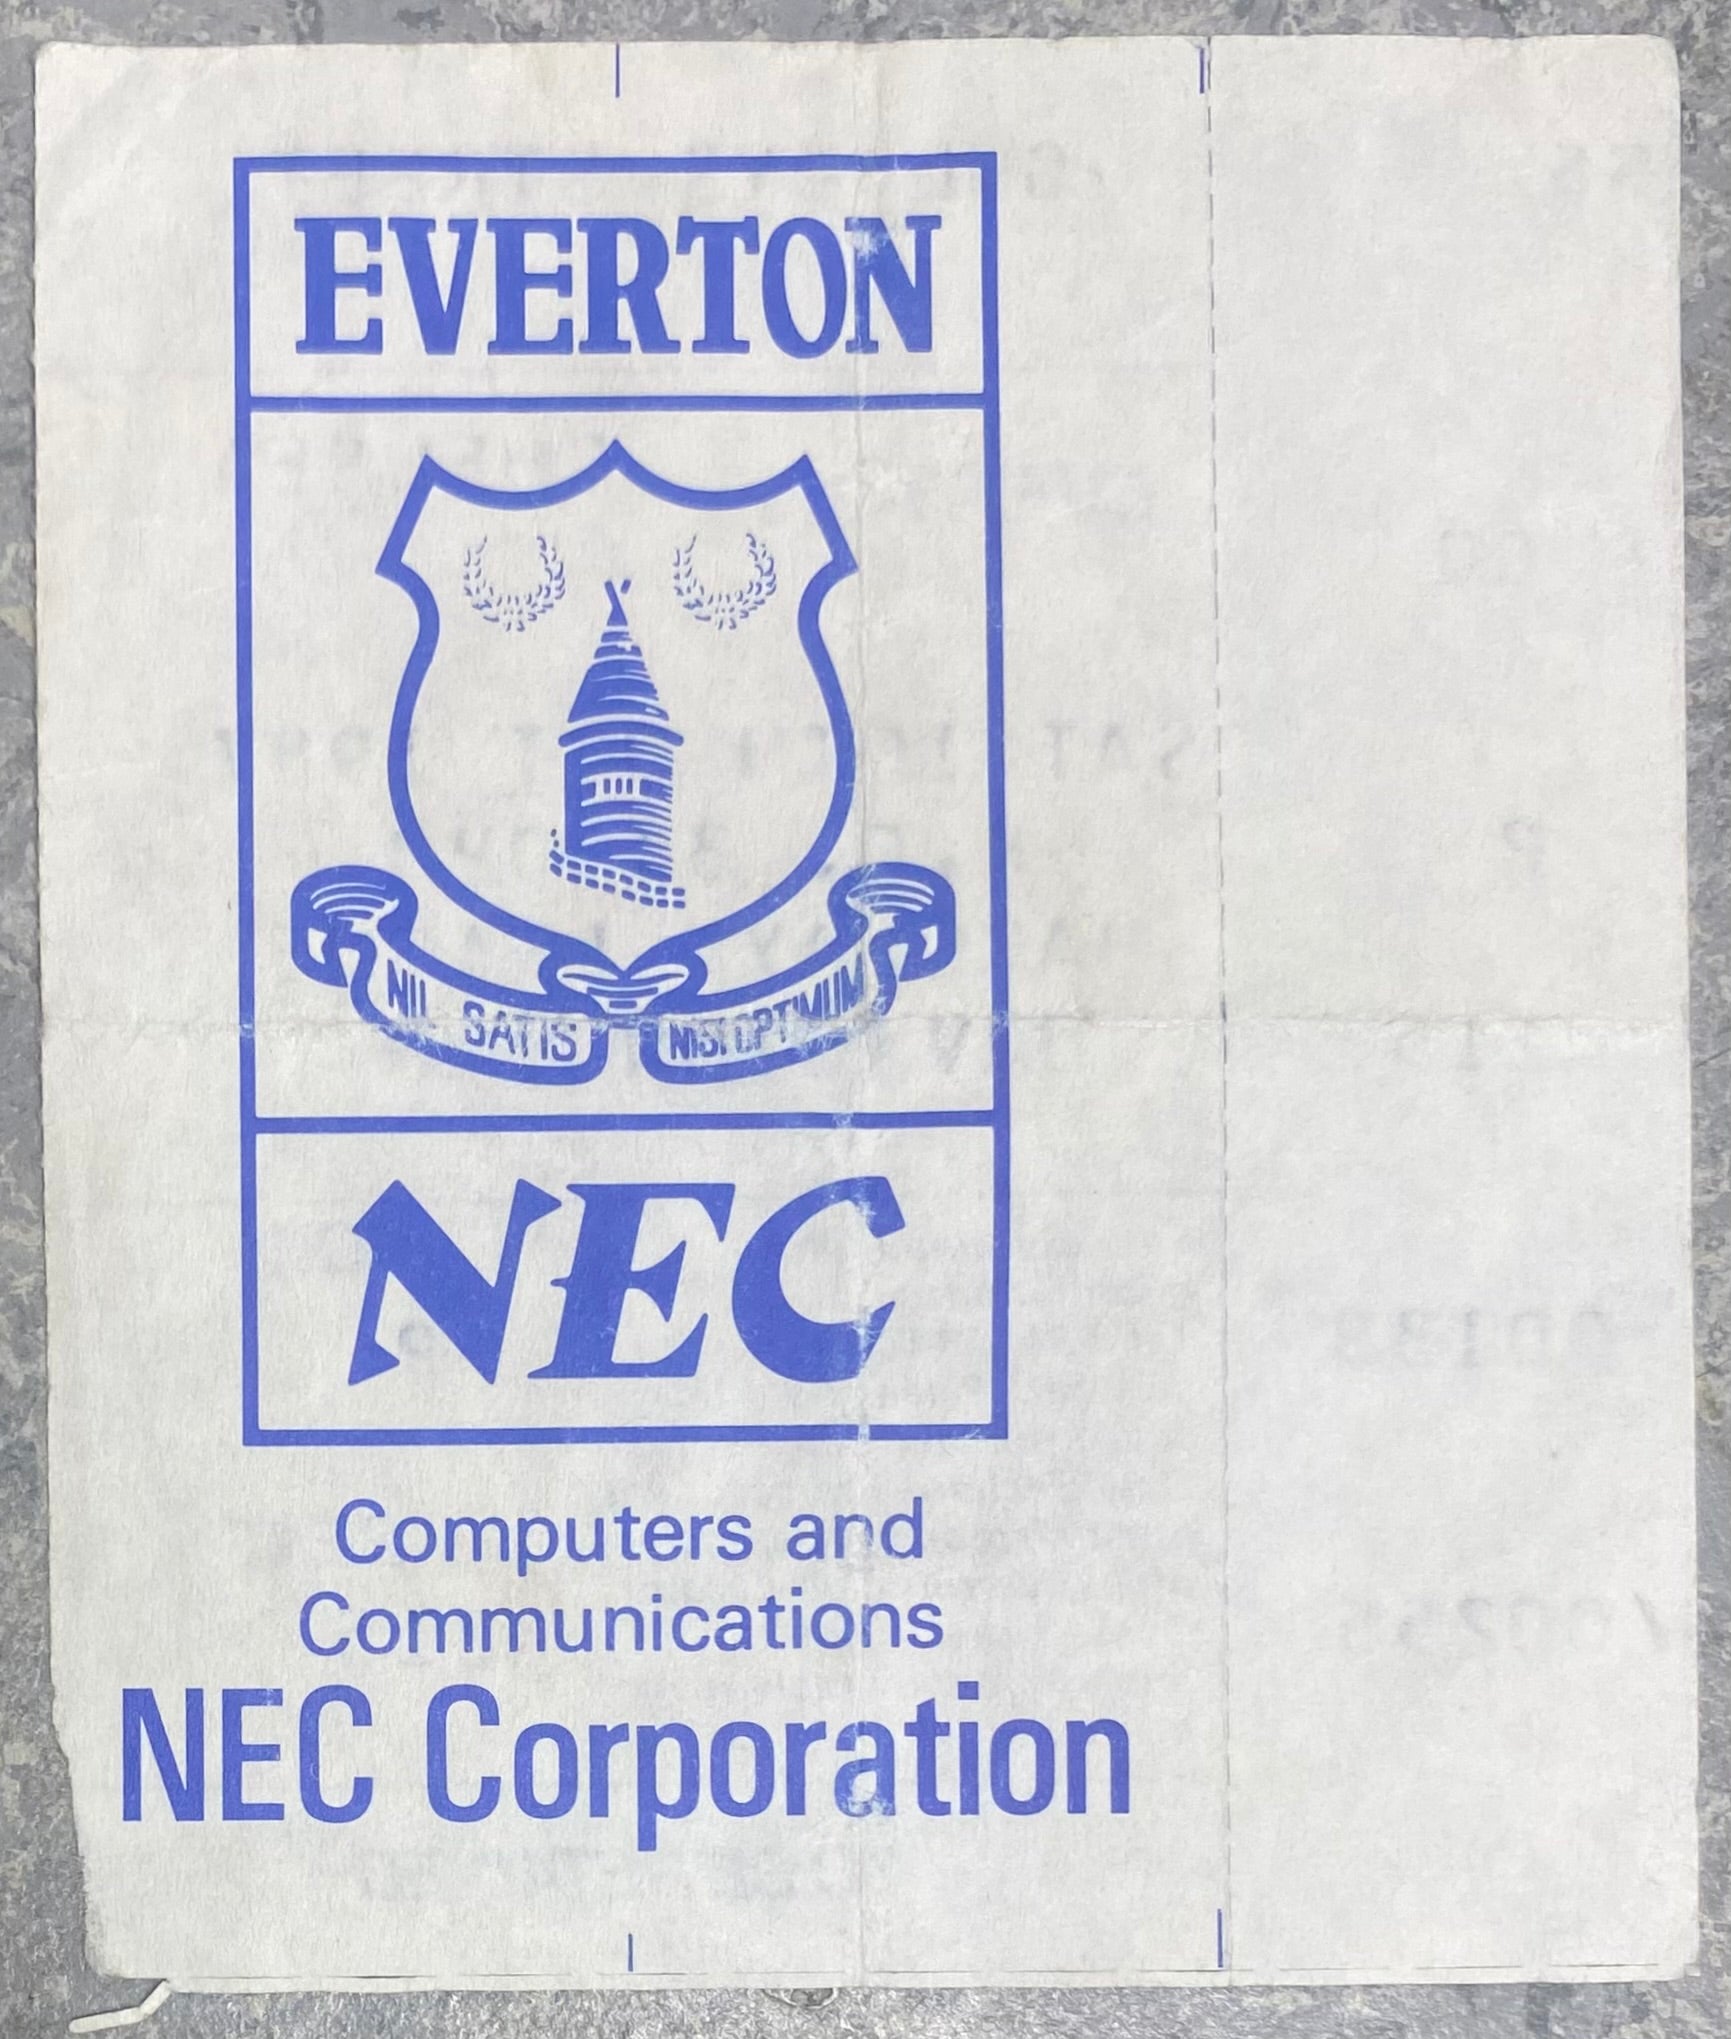 EVERTON
NIL SATIS NISI OPTIMUM
NEC
Computers and
Communications
NEC Corporation